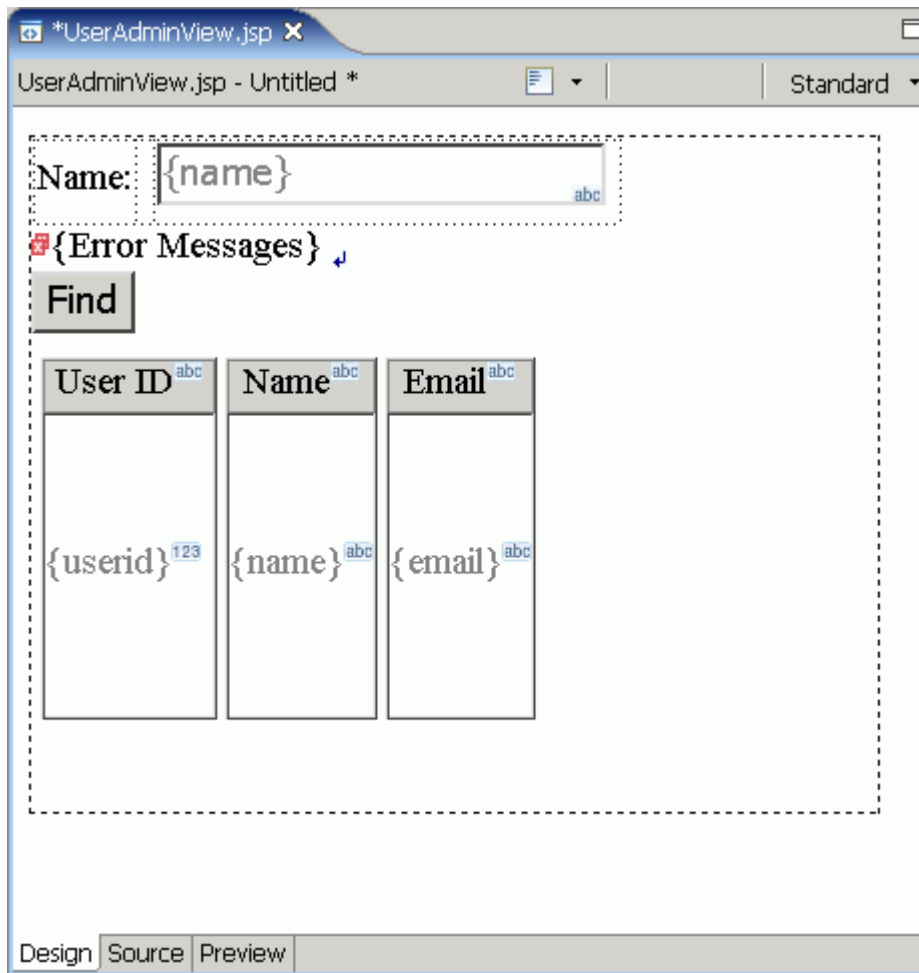 *UserAdminView.jsp
UserAdminView.jsp - Untitled *
Standard
Name: {name} abc
{Error Messages}
Find
User ID abc Name abc Email abc
{userid} 123 {name} abc {email} abc
Design Source Preview